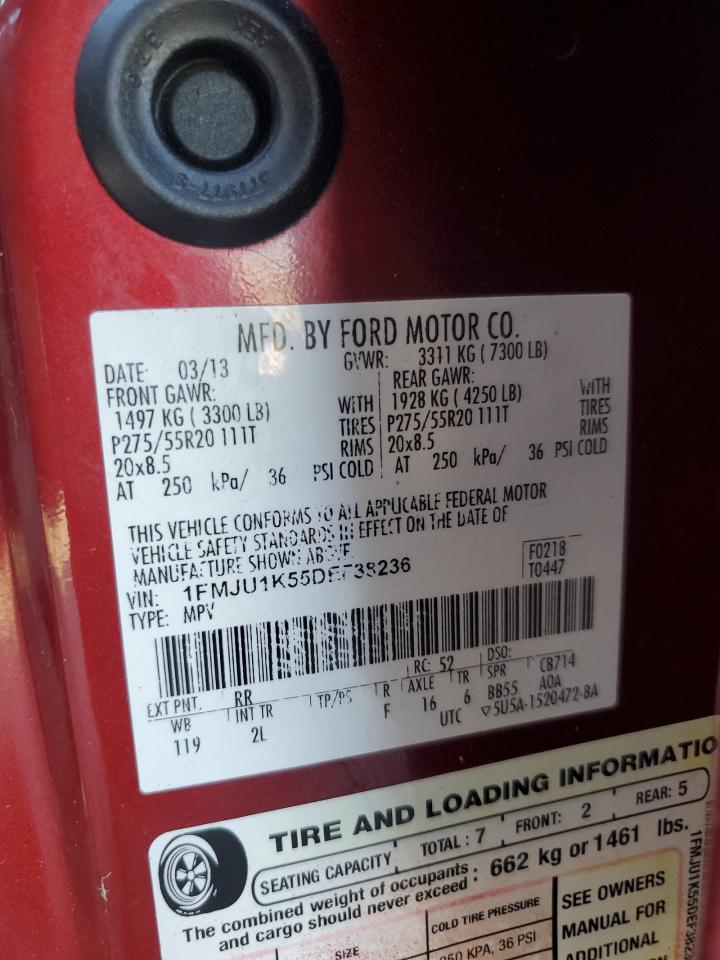 MFD. BY FORD MOTOR CO.
DATE: 03/13 GVWR: 3311 KG ( 7300 LB)
FRONT GAWR: REAR GAWR:
1497 KG ( 3300 LB) WITH 1928 KG ( 4250 LB) WITH
P275/55R20 111T TIRES P275/55R20 111T TIRES
20x8.5 RIMS 20x8.5 RIMS
AT 250 kPa/ 36 PSI COLD AT 250 kPa/ 36 PSI COLD
THIS VEHICLE CONFORMS TO ALL APPLICABLE FEDERAL MOTOR
VEHICLE SAFETY STANDARDS IN EFFECT ON THE DATE OF
MANUFACTURE SHOWN ABOVE
VIN: 1FMJU1K55DEF38236 F0218
TYPE: MPV T0447
EXT PNT. RR RC: 52 DSO:
WB INT TR TP/PS R AXLE TR SPR CB714
119 2L F 16 6 BB55 A0A
UTC ▽5U5A-1520472-BA
TIRE AND LOADING INFORMATIO
SEATING CAPACITY TOTAL : 7 FRONT: 2 REAR: 5
The combined weight of occupants : 662 kg or 1461 lbs.
and cargo should never exceed
SIZE COLD TIRE PRESSURE SEE OWNERS
KPA, 36 PSI MANUAL FOR
ADDITIONAL